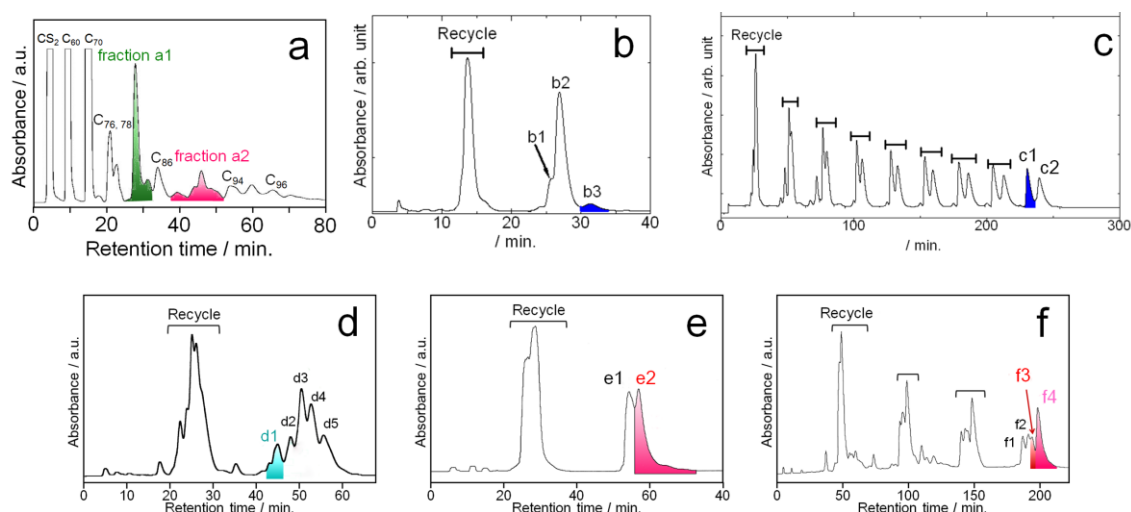 a
CS2 C60 C70
fraction a1
C76, 78
C86
fraction a2
C94
C96
Absorbance / a.u.
0 20 40 60 80
Retention time / min.
b
Recycle
b1
b2
b3
Absorbance / arb. unit
0 10 20 30 40
/ min.
c
Recycle
c1
c2
Absorbance / arb. unit
0 100 200 300
/ min.
d
Recycle
d1
d2
d3
d4
d5
Absorbance / a.u.
0 10 20 30 40 50 60
Retention time / min.
e
Recycle
e1 e2
Absorbance / a.u.
0 20 40 60 40
Retention time / min.
f
Recycle
f1
f2
f3
f4
Absorbance / a.u.
0 50 100 150 200
Retention time / min.